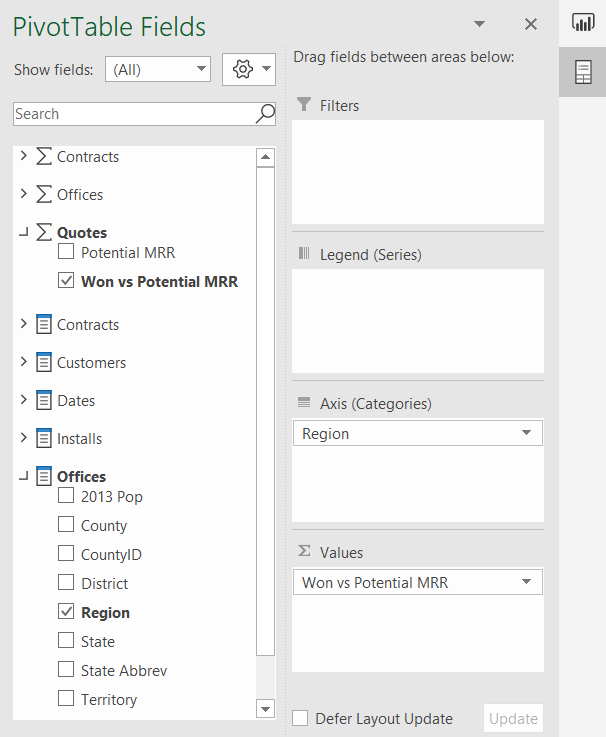 PivotTable Fields
Show fields: (All)
Search
Contracts
Offices
Quotes
Potential MRR
Won vs Potential MRR
Contracts
Customers
Dates
Installs
Offices
2013 Pop
County
CountyID
District
Region
State
State Abbrev
Territory
Drag fields between areas below:
Filters
Legend (Series)
Axis (Categories)
Region
Values
Won vs Potential MRR
Defer Layout Update
Update